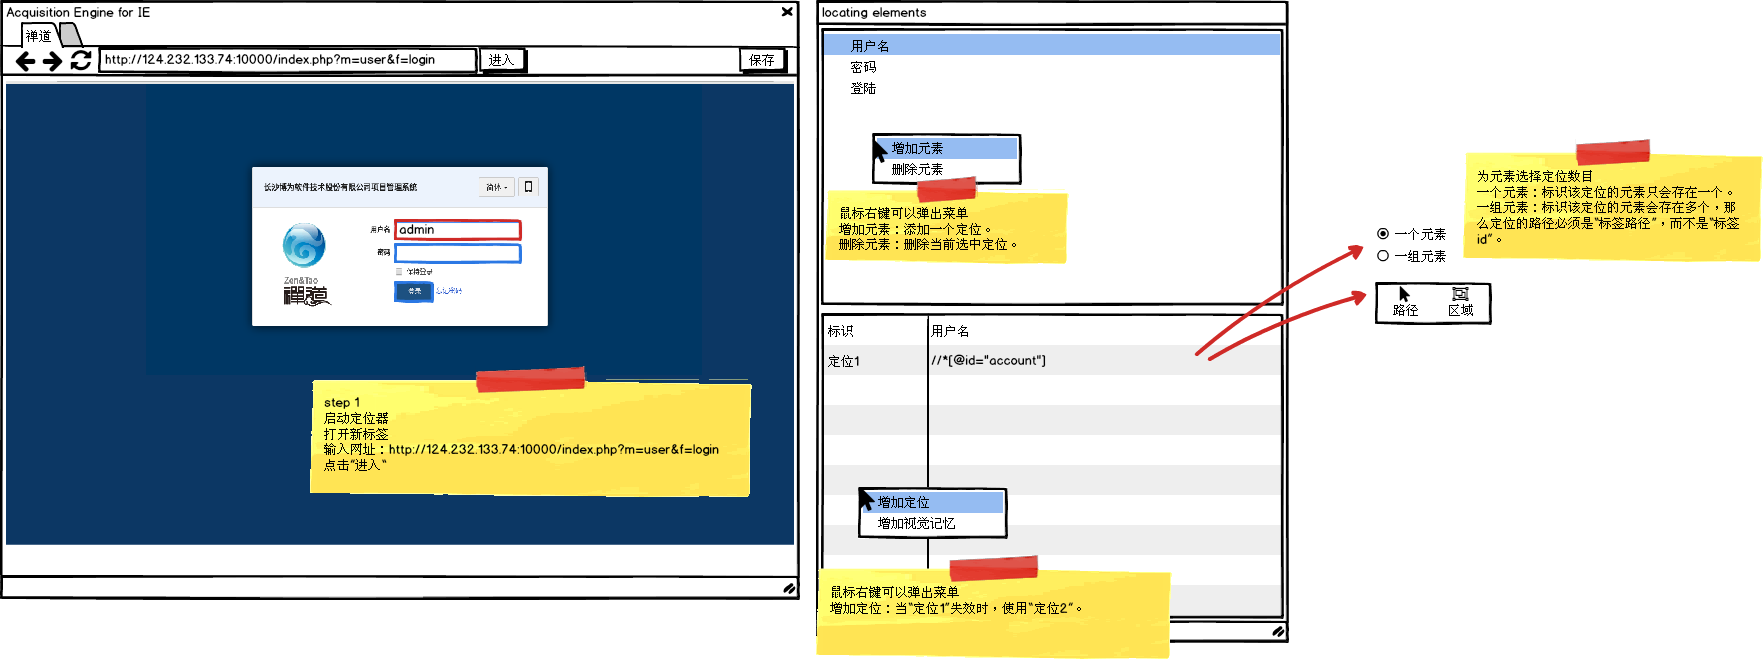 Acquisition Engine for IE
禅道
http://124.232.133.74:10000/index.php?m=user&f=login
进入
保存
长沙博为软件技术股份有限公司项目管理系统
简体
用户名
admin
密码
保持登录
登录
忘记密码
Zen&Tao
禪道
step 1
启动定位器
打开新标签
输入网址：http://124.232.133.74:10000/index.php?m=user&f=login
点击"进入"
locating elements
用户名
密码
登陆
增加元素
删除元素
鼠标右键可以弹出菜单
增加元素：添加一个定位。
删除元素：删除当前选中定位。
标识 用户名
定位1 //*[@id="account"]
增加定位
增加视觉记忆
鼠标右键可以弹出菜单
增加定位：当"定位1"失效时，使用"定位2"。
一个元素
一组元素
路径 区域
为元素选择定位数目
一个元素：标识该定位的元素只会存在一个。
一组元素：标识该定位的元素会存在多个，那
么定位的路径必须是"标签路径"，而不是"标签
id"。